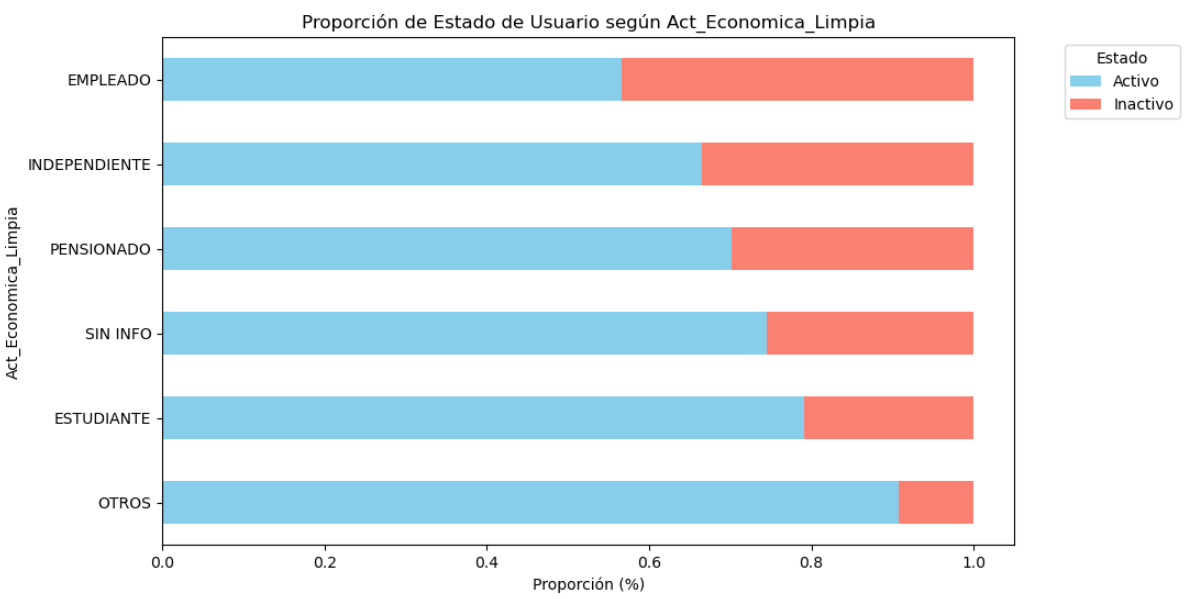 Proporción de Estado de Usuario según Act_Economica_Limpia
Estado
Activo
Inactivo
Act_Economica_Limpia
EMPLEADO
INDEPENDIENTE
PENSIONADO
SIN INFO
ESTUDIANTE
OTROS
0.0 0.2 0.4 0.6 0.8 1.0
Proporción (%)